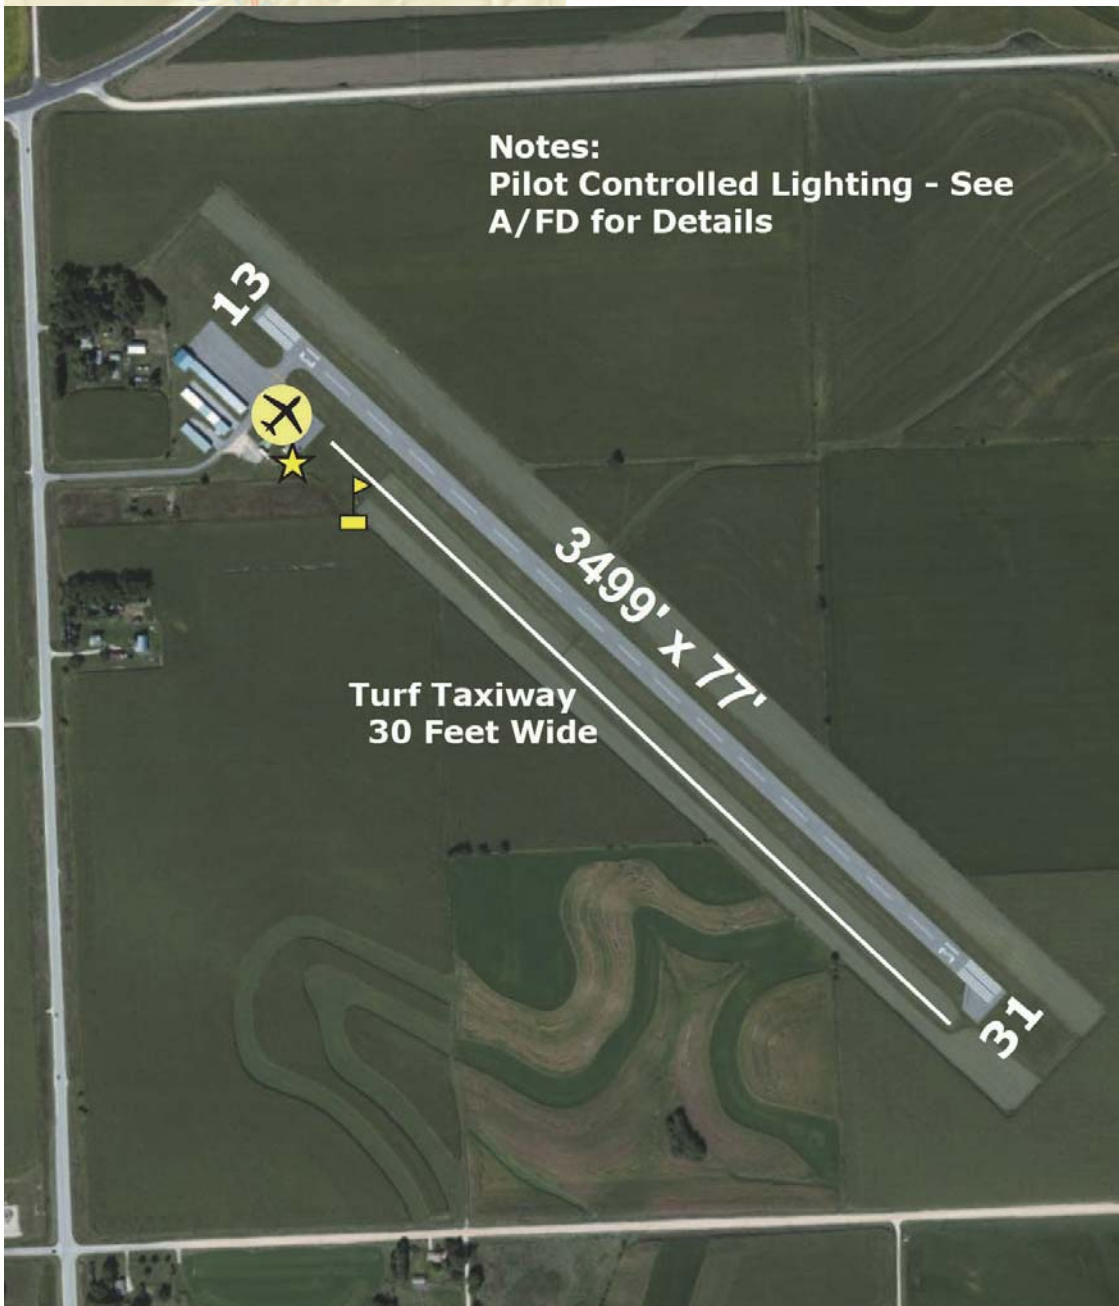 Notes:
Pilot Controlled Lighting - See
A/FD for Details
13
3499' x 77'
Turf Taxiway
30 Feet Wide
31